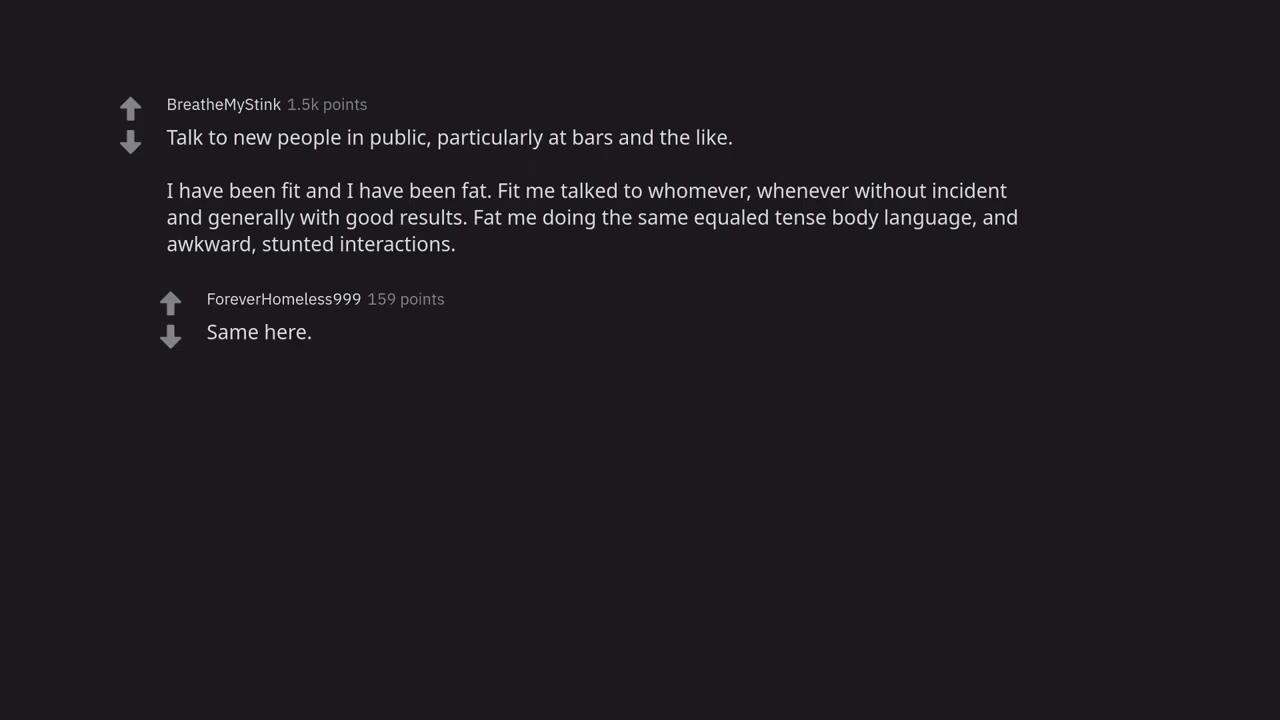 BreatheMyStink 1.5k points
Talk to new people in public, particularly at bars and the like.
I have been fit and I have been fat. Fit me talked to whomever, whenever without incident
and generally with good results. Fat me doing the same equaled tense body language, and
awkward, stunted interactions.
ForeverHomeless999 159 points
Same here.